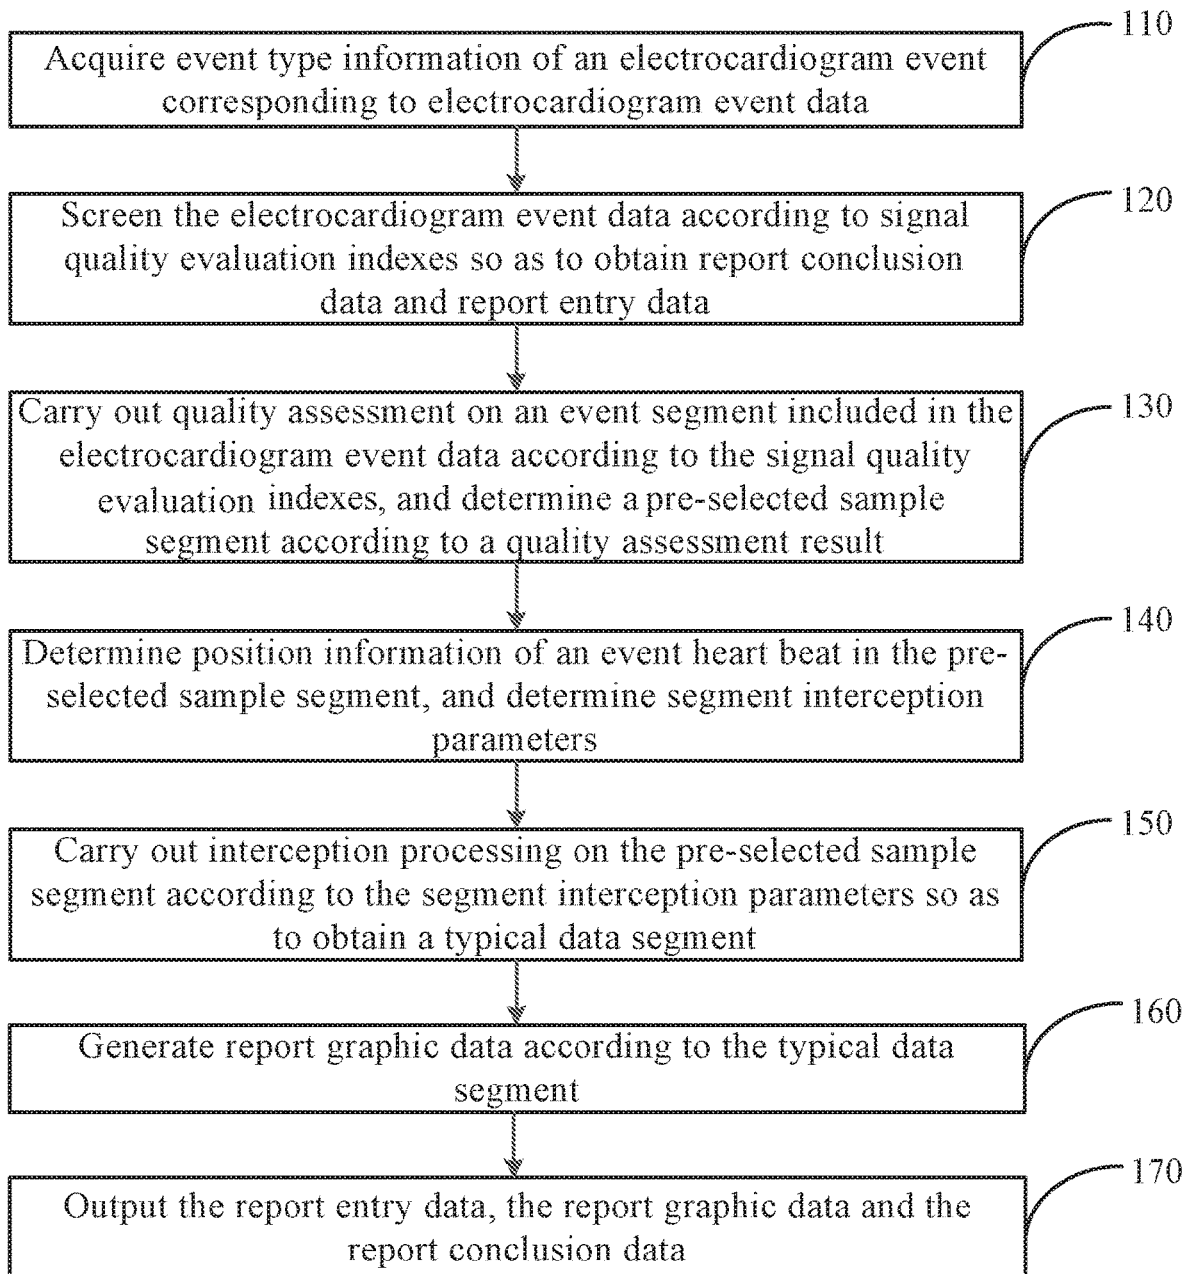 110
Acquire event type information of an electrocardiogram event
corresponding to electrocardiogram event data
120
Screen the electrocardiogram event data according to signal
quality evaluation indexes so as to obtain report conclusion
data and report entry data
130
Carry out quality assessment on an event segment included in the
electrocardiogram event data according to the signal quality
evaluation indexes, and determine a pre-selected sample
segment according to a quality assessment result
140
Determine position information of an event heart beat in the pre-
selected sample segment, and determine segment interception
parameters
150
Carry out interception processing on the pre-selected sample
segment according to the segment interception parameters so as
to obtain a typical data segment
160
Generate report graphic data according to the typical data
segment
170
Output the report entry data, the report graphic data and the
report conclusion data